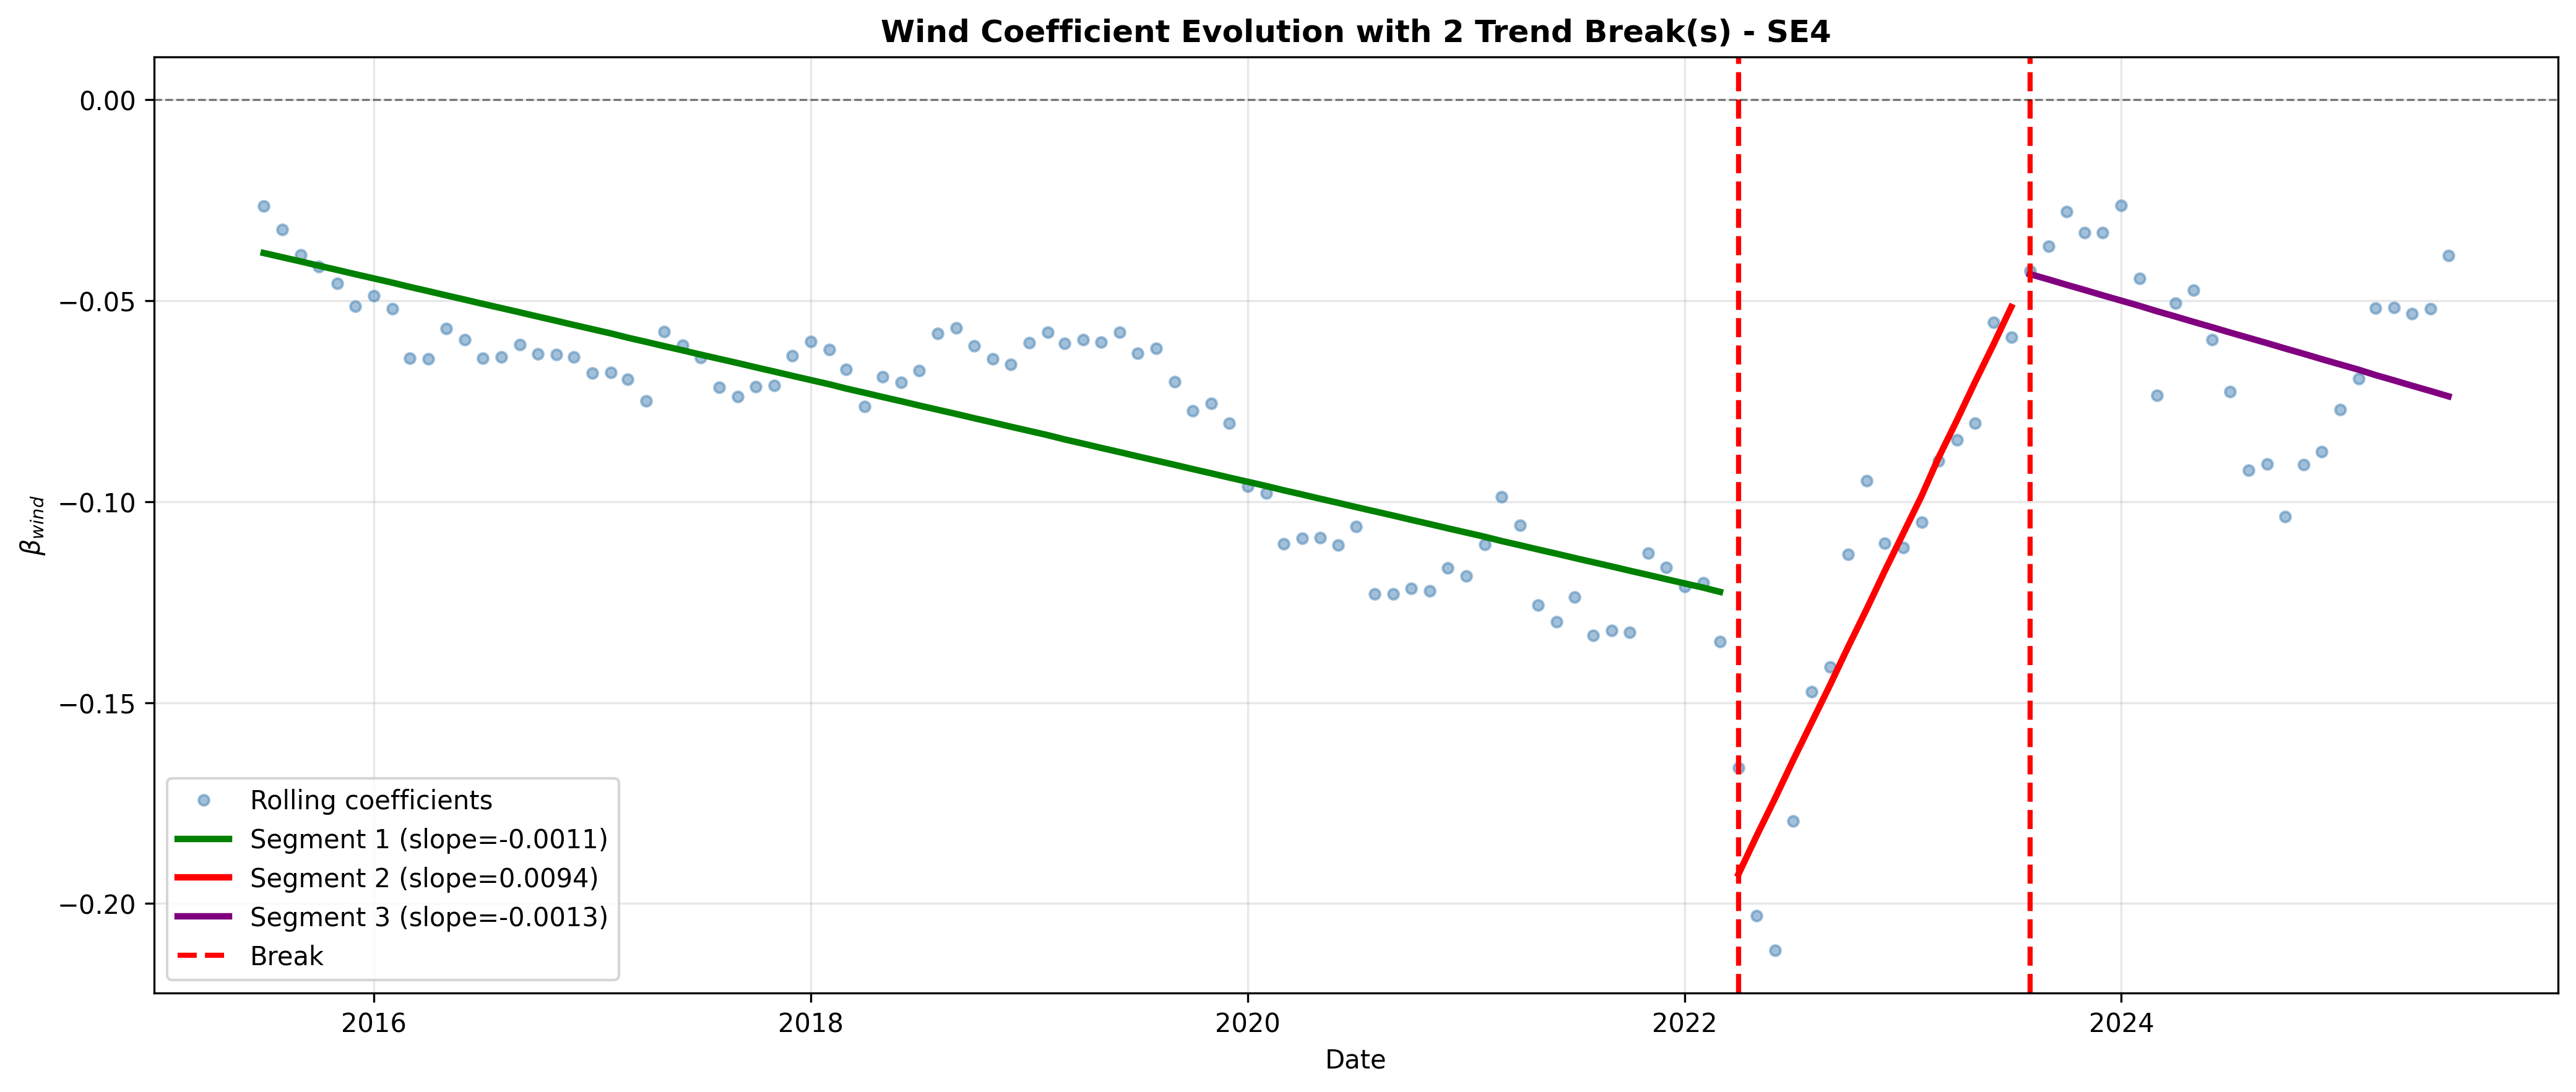 Wind Coefficient Evolution with 2 Trend Break(s) - SE4
0.00
−0.05
−0.10
−0.15
−0.20
β_wind
Rolling coefficients
Segment 1 (slope=-0.0011)
Segment 2 (slope=0.0094)
Segment 3 (slope=-0.0013)
Break
2016 2018 2020 2022 2024
Date